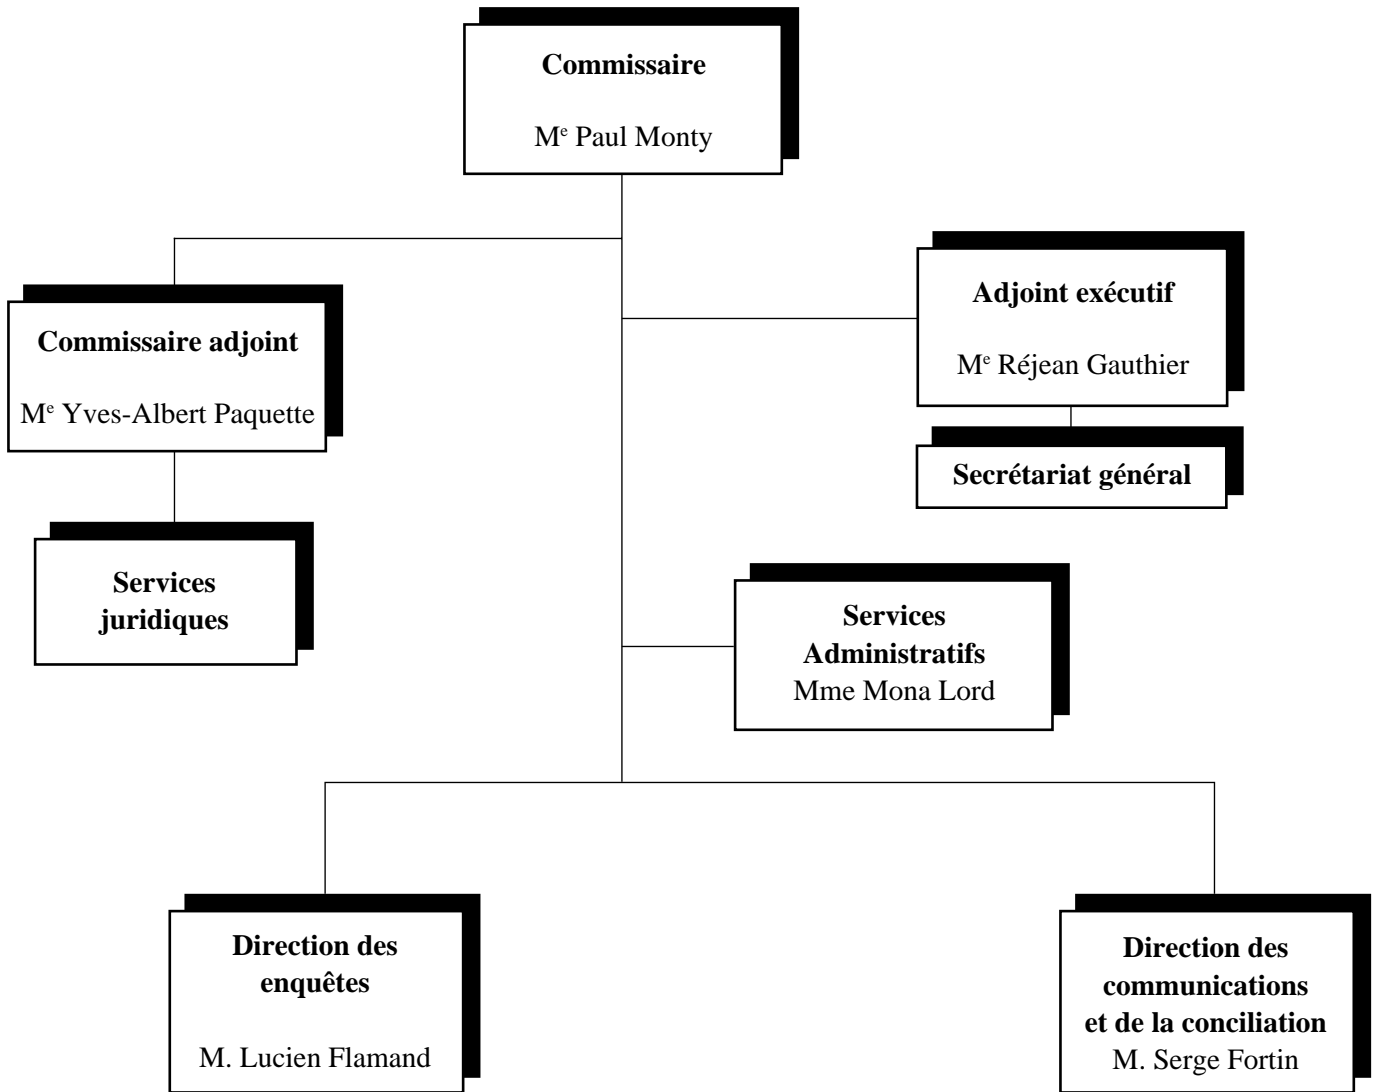 Commissaire
Me Paul Monty
Commissaire adjoint
Me Yves-Albert Paquette
Adjoint exécutif
Me Réjean Gauthier
Secrétariat général
Services
juridiques
Services
Administratifs
Mme Mona Lord
Direction des
enquêtes
M. Lucien Flamand
Direction des
communications
et de la conciliation
M. Serge Fortin